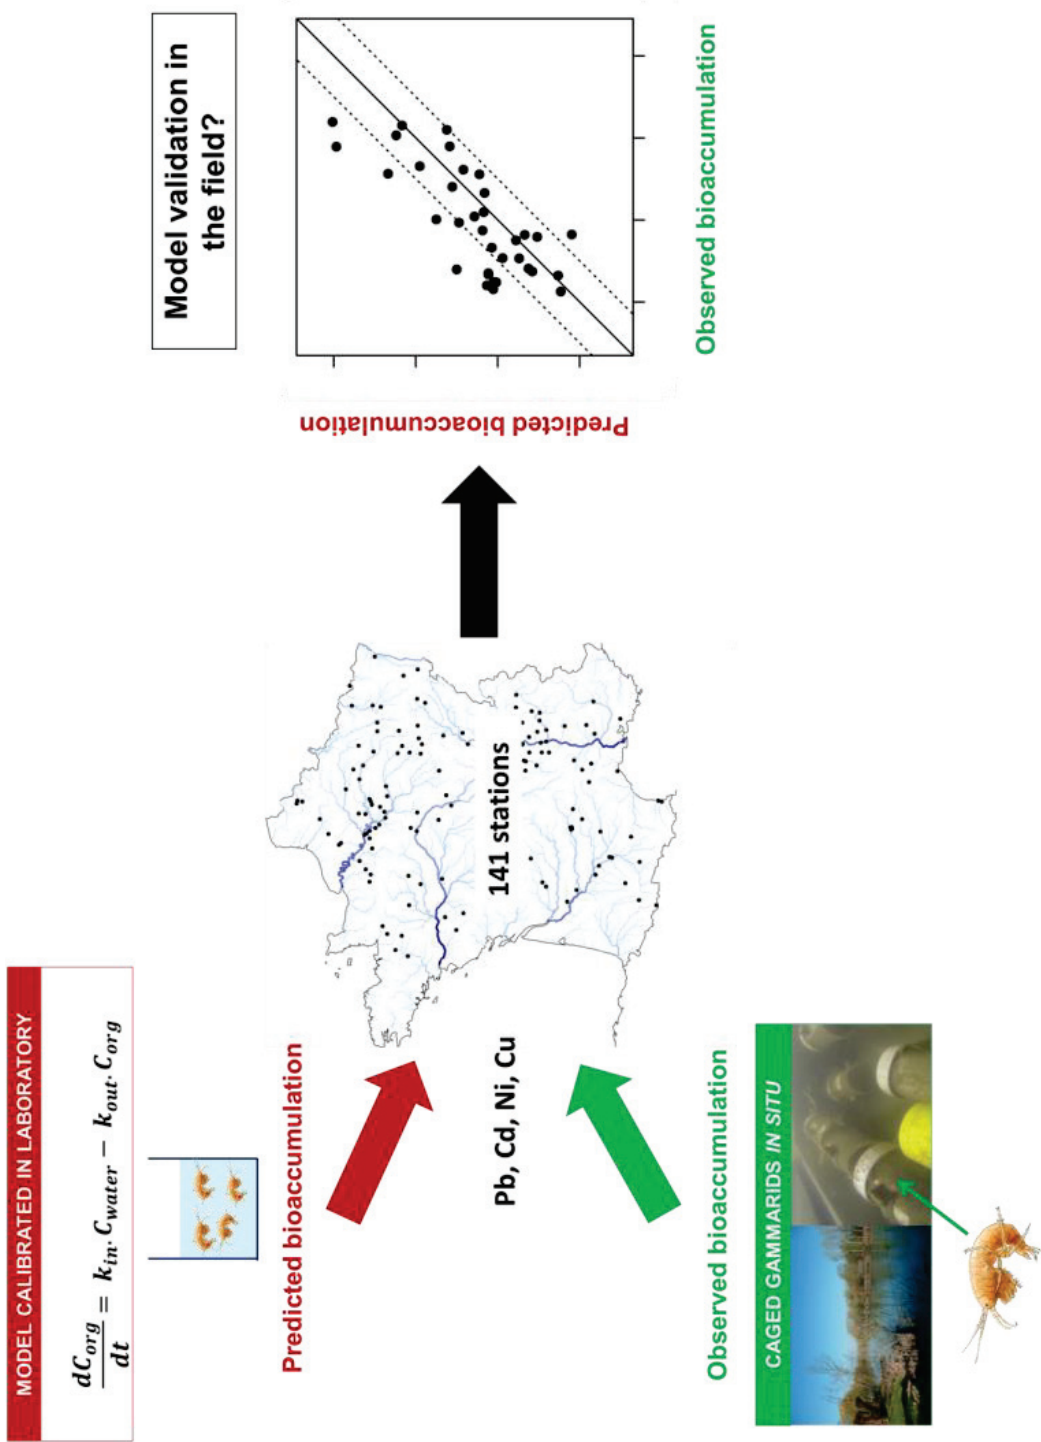 MODEL CALIBRATED IN LABORATORY
dC_org/dt = k_in. C_water − k_out. C_org
Predicted bioaccumulation
Pb, Cd, Ni, Cu
Observed bioaccumulation
CAGED GAMMARIDS IN SITU
141 stations
Model validation in
the field?
Predicted bioaccumulation
Observed bioaccumulation